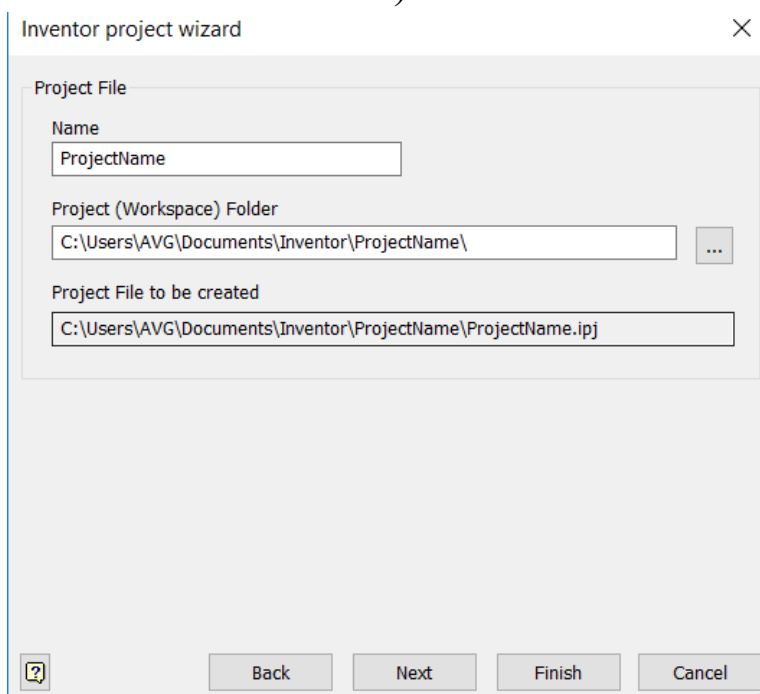 )
Inventor project wizard
Project File
Name
ProjectName
Project (Workspace) Folder
C:\Users\AVG\Documents\Inventor\ProjectName\
...
Project File to be created
C:\Users\AVG\Documents\Inventor\ProjectName\ProjectName.ipj
? Back Next Finish Cancel